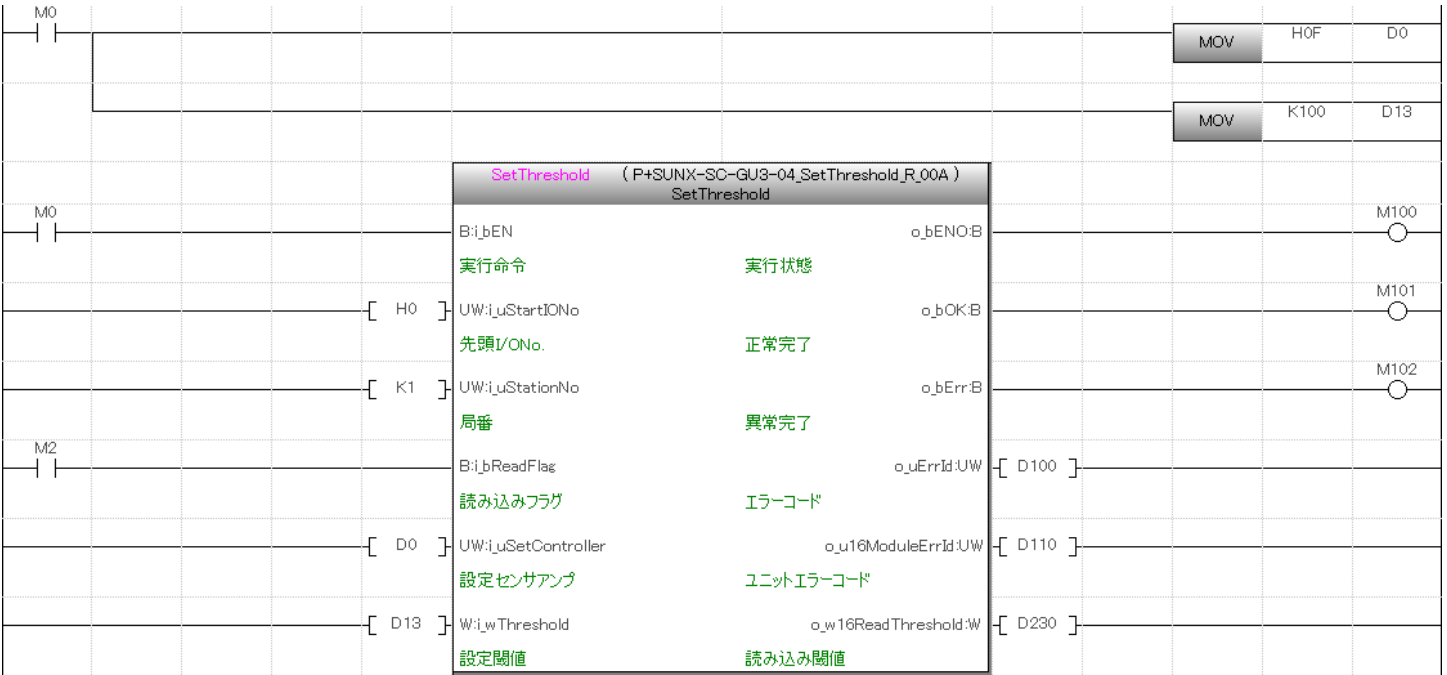 M0
MOV H0F D0
MOV K100 D13
SetThreshold (P+SUNX-SC-GU3-04_SetThreshold_R_00A)
SetThreshold
M0 B:i_bEN o_bENO:B M100
実行命令 実行状態
H0 UW:i_uStartIONo o_bOK:B M101
先頭I/ONo. 正常完了
K1 UW:i_uStationNo o_bErr:B M102
局番 異常完了
M2 B:i_bReadFlag o_uErrId:UW D100
読み込みフラグ エラーコード
D0 UW:i_uSetController o_u16ModuleErrId:UW D110
設定センサアンプ ユニットエラーコード
D13 W:i_wThreshold o_w16ReadThreshold:W D230
設定閾値 読み込み閾値